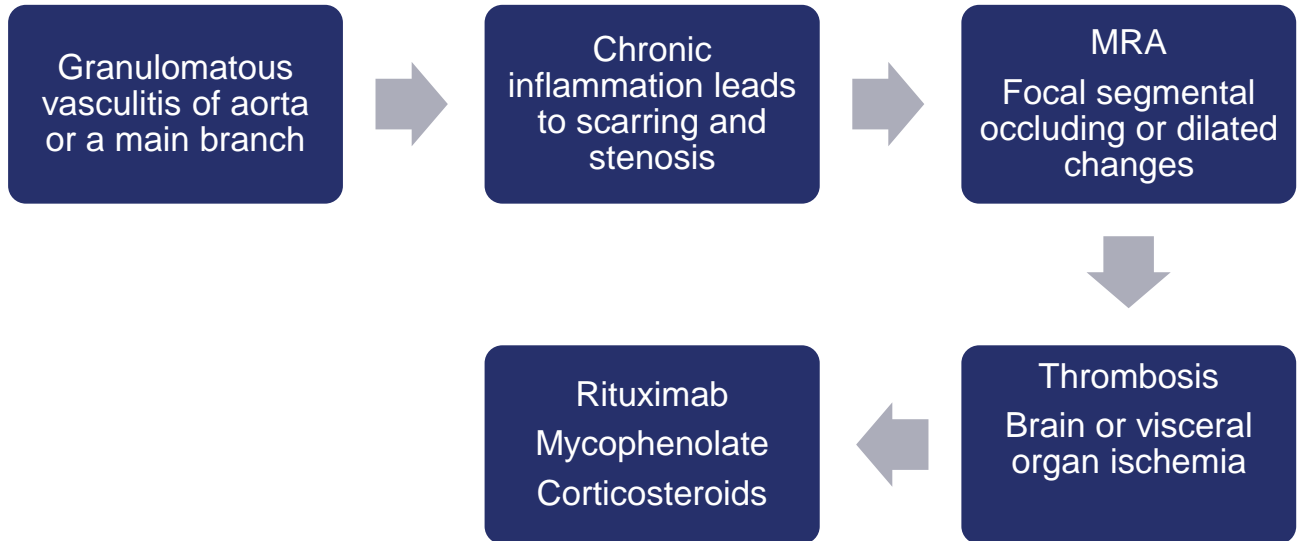 Granulomatous
vasculitis of aorta
or a main branch
Chronic
inflammation leads
to scarring and
stenosis
MRA
Focal segmental
occluding or dilated
changes
Thrombosis
Brain or visceral
organ ischemia
Rituximab
Mycophenolate
Corticosteroids